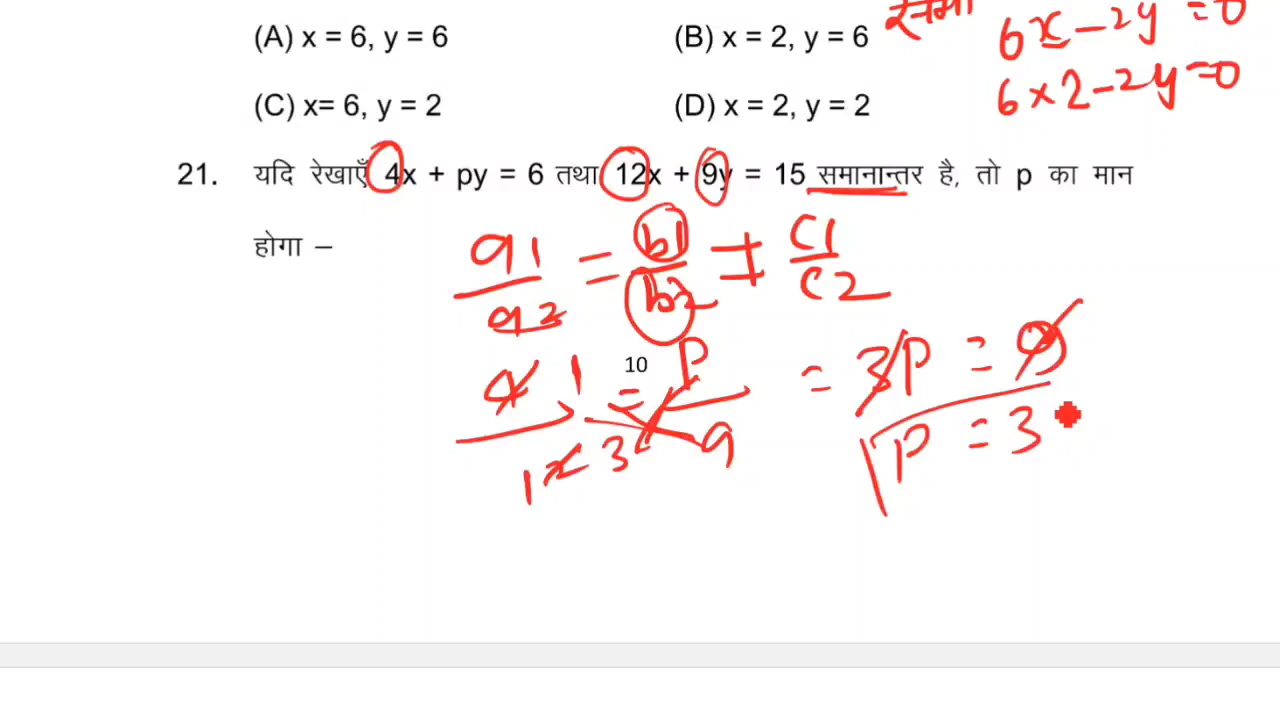 (A) x = 6, y = 6 (B) x = 2, y = 6
6x - 2y = 0
6 × 2 - 2y = 0
(C) x= 6, y = 2 (D) x = 2, y = 2
21. यदि रेखाएँ 4x + py = 6 तथा 12x + 9y = 15 समानान्तर है, तो p का मान
होगा –
a1/a2 = b1/b2 ≠ c1/c2
10
4 1/12 3 = P/9 = 3P = 9
P = 3